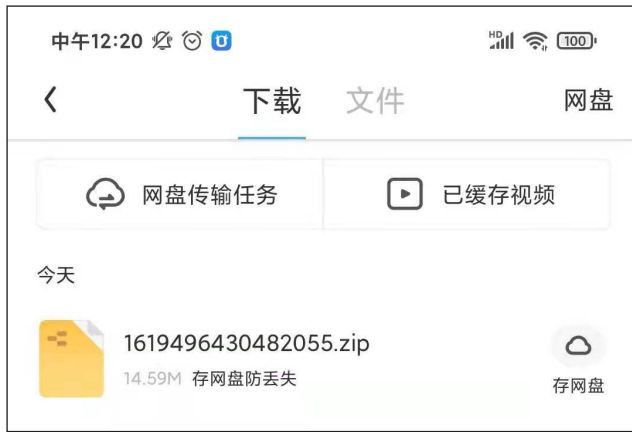 中午12:20 HD 100
下载 文件 网盘
网盘传输任务 已缓存视频
今天
1619496430482055.zip
14.59M 存网盘防丢失 存网盘